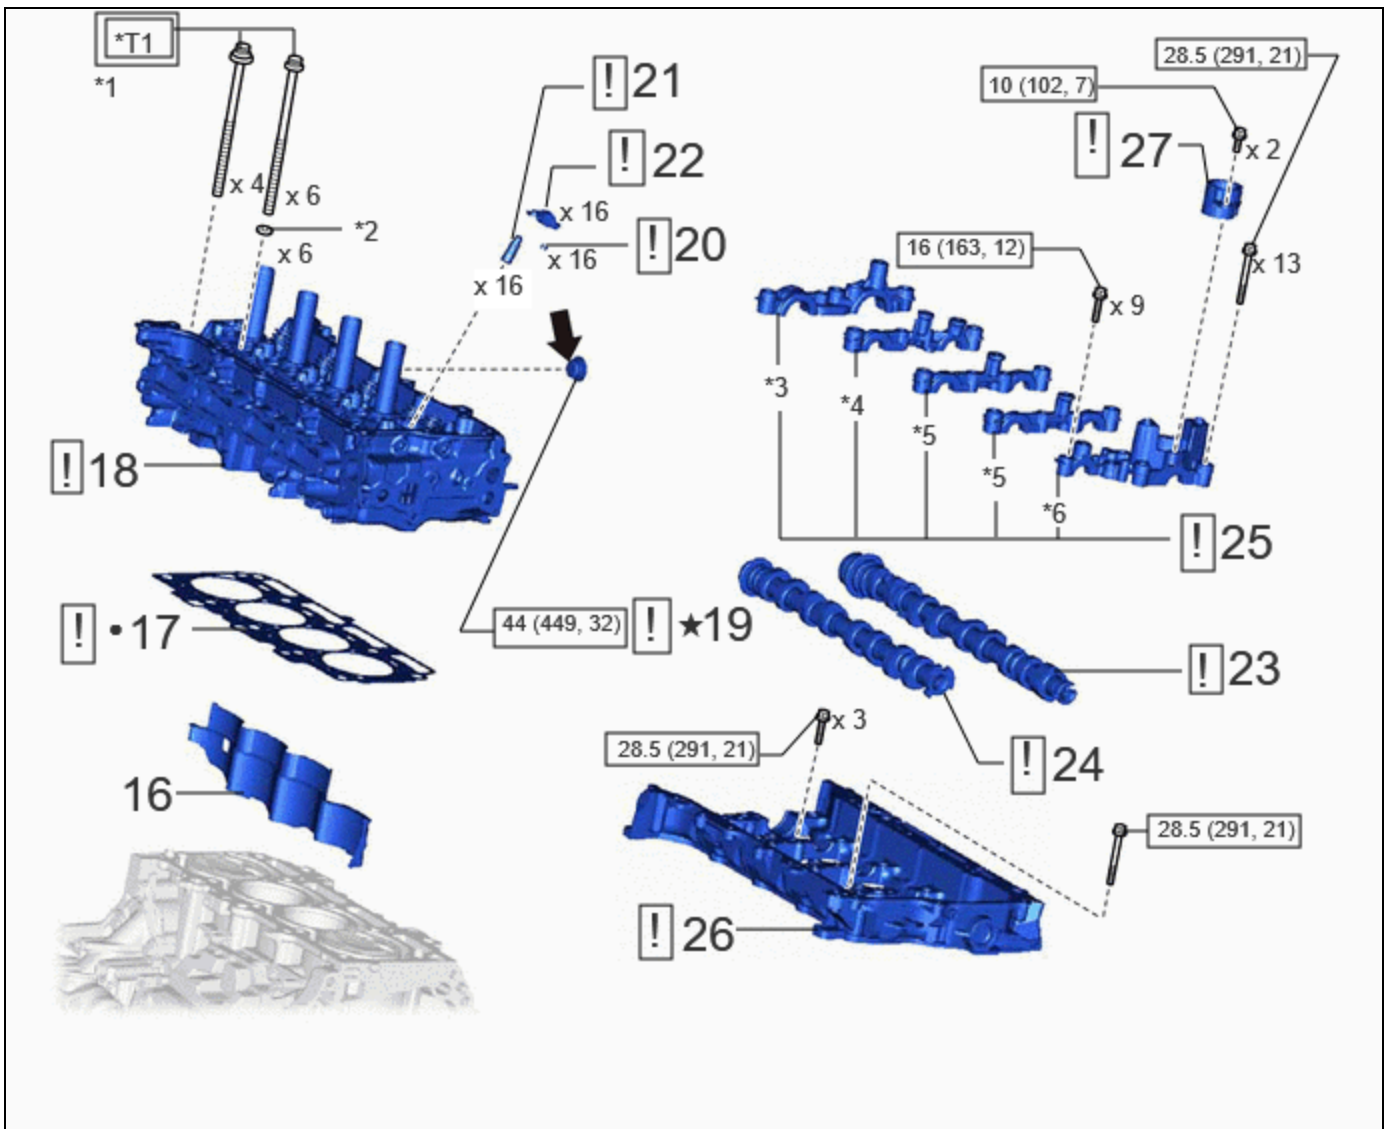 *T1
*1
x 4
x 6
*2
x 6
! 21
! 22
x 16
! 20
x 16
x 16
28.5 (291, 21)
10 (102, 7)
! 27
x 2
16 (163, 12)
x 13
x 9
*3
*4
*5
*5
*6
! 25
! 18
! •17
44 (449, 32) ! ★19
! 23
28.5 (291, 21)
x 3
! 24
16
28.5 (291, 21)
! 26